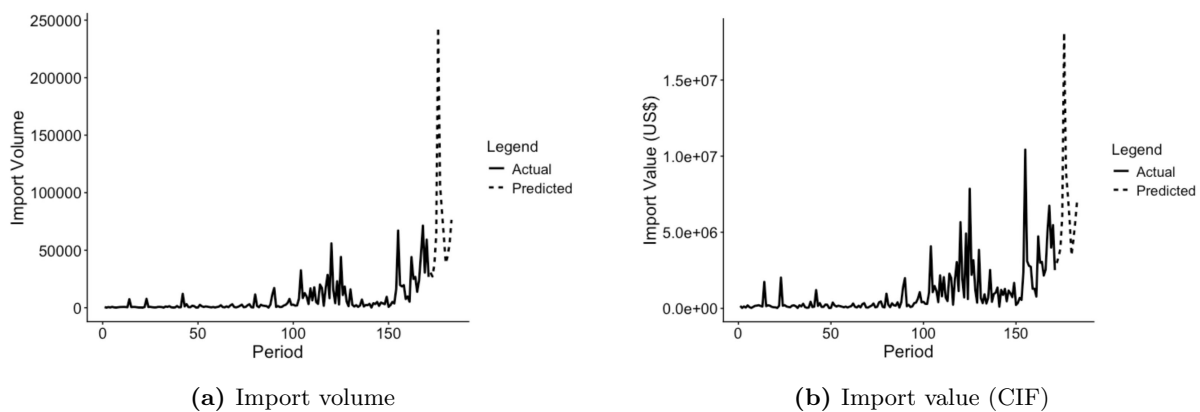 250000
200000
150000
100000
50000
0
Import Volume
0 50 100 150
Period
Legend
Actual
Predicted
(a) Import volume
1.5e+07
1.0e+07
5.0e+06
0.0e+00
Import Value (US$)
0 50 100 150
Period
Legend
Actual
Predicted
(b) Import value (CIF)